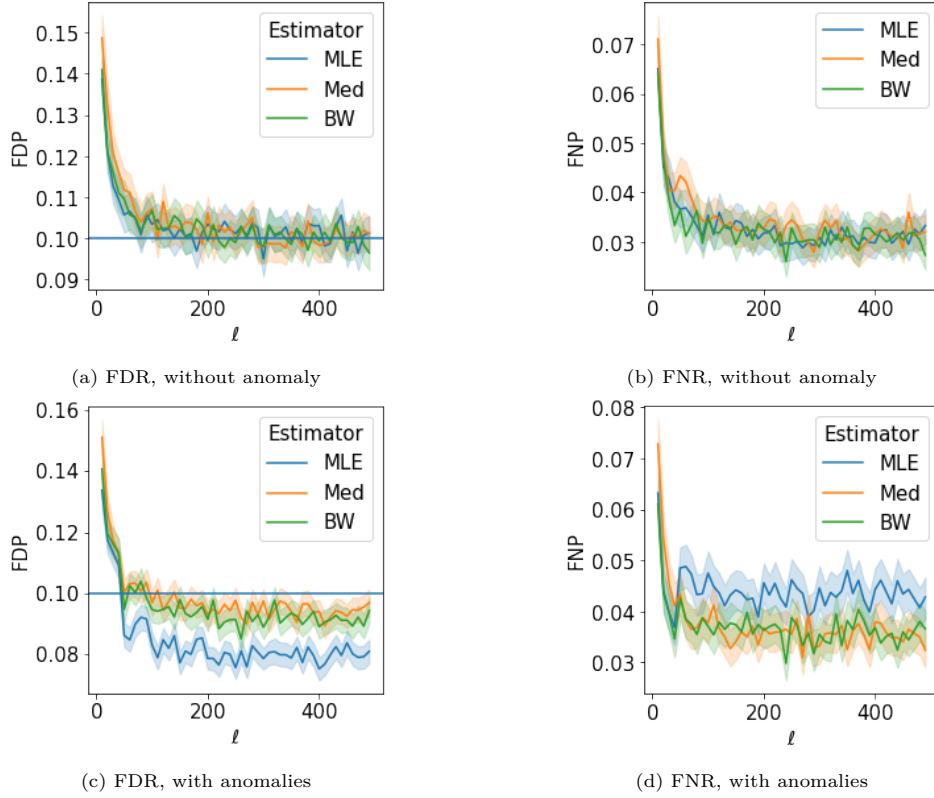 0.15
0.14
0.13
0.12
0.11
0.10
0.09
FDP
Estimator
MLE
Med
BW
0
200
400
ℓ
(a) FDR, without anomaly
0.07
0.06
0.05
0.04
0.03
FNP
MLE
Med
BW
0
200
400
ℓ
(b) FNR, without anomaly
0.16
0.14
0.12
0.10
0.08
FDP
Estimator
MLE
Med
BW
0
200
400
ℓ
(c) FDR, with anomalies
0.08
0.07
0.06
0.05
0.04
0.03
FNP
Estimator
MLE
Med
BW
0
200
400
ℓ
(d) FNR, with anomalies